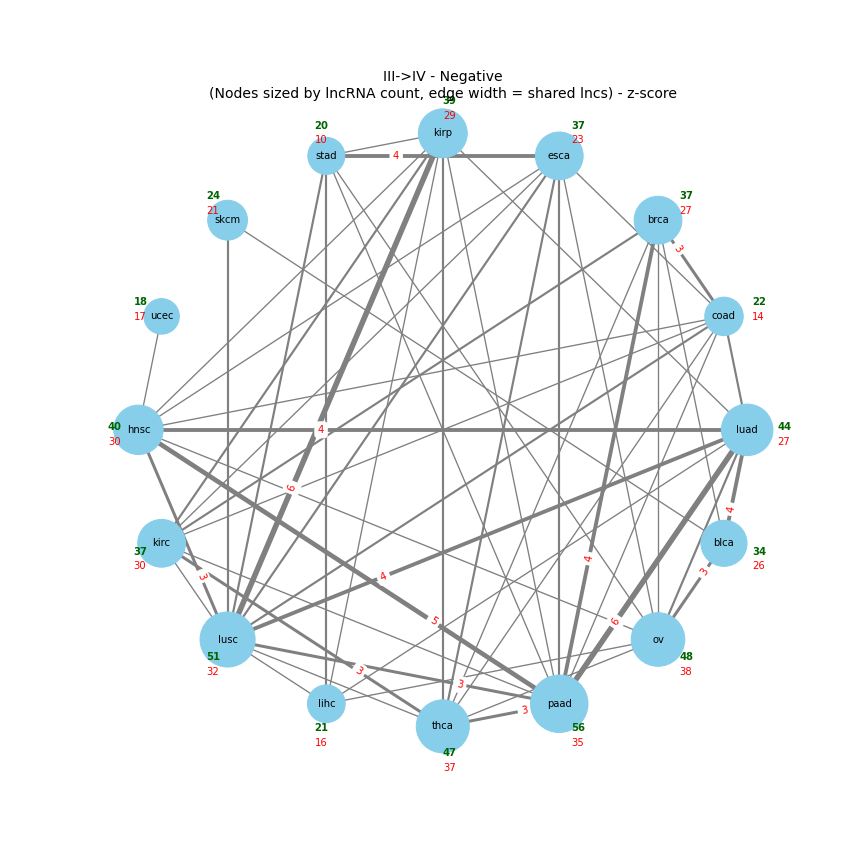 III->IV - Negative
(Nodes sized by lncRNA count, edge width = shared lncs) - z-score
39
29
kirp
20
10
stad
4
37
23
esca
24
21
skcm
37
27
brca
3
18
17
ucec
22
14
coad
40
30
hnsc
4
44
27
luad
6
4
37
30
kirc
34
26
blca
4
3
3
4
51
32
lusc
5
6
48
38
ov
3
3
3
21
16
lihc
47
37
thca
56
35
paad